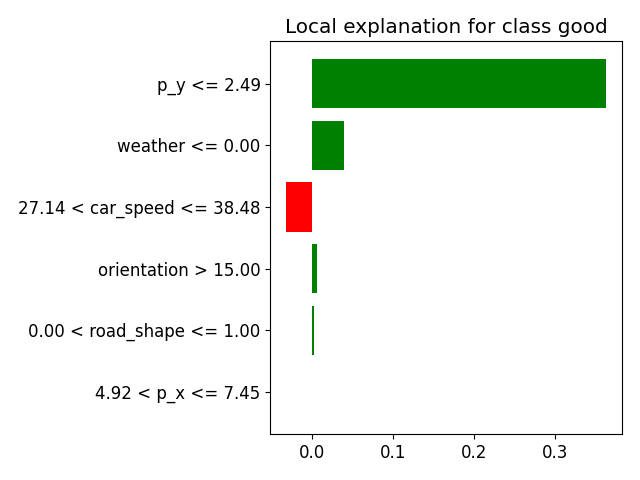 Local explanation for class good
p_y <= 2.49
weather <= 0.00
27.14 < car_speed <= 38.48
orientation > 15.00
0.00 < road_shape <= 1.00
4.92 < p_x <= 7.45
0.0 0.1 0.2 0.3